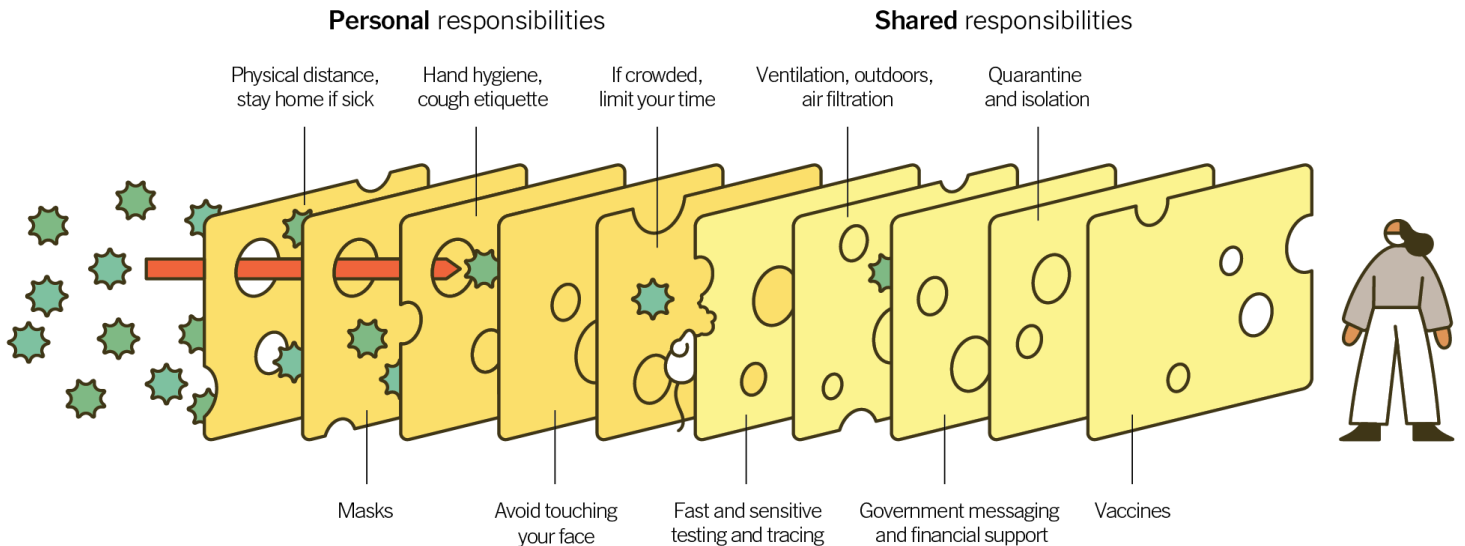 Personal responsibilities
Shared responsibilities
Physical distance,
stay home if sick
Hand hygiene,
cough etiquette
If crowded,
limit your time
Ventilation, outdoors,
air filtration
Quarantine
and isolation
Masks
Avoid touching
your face
Fast and sensitive
testing and tracing
Government messaging
and financial support
Vaccines